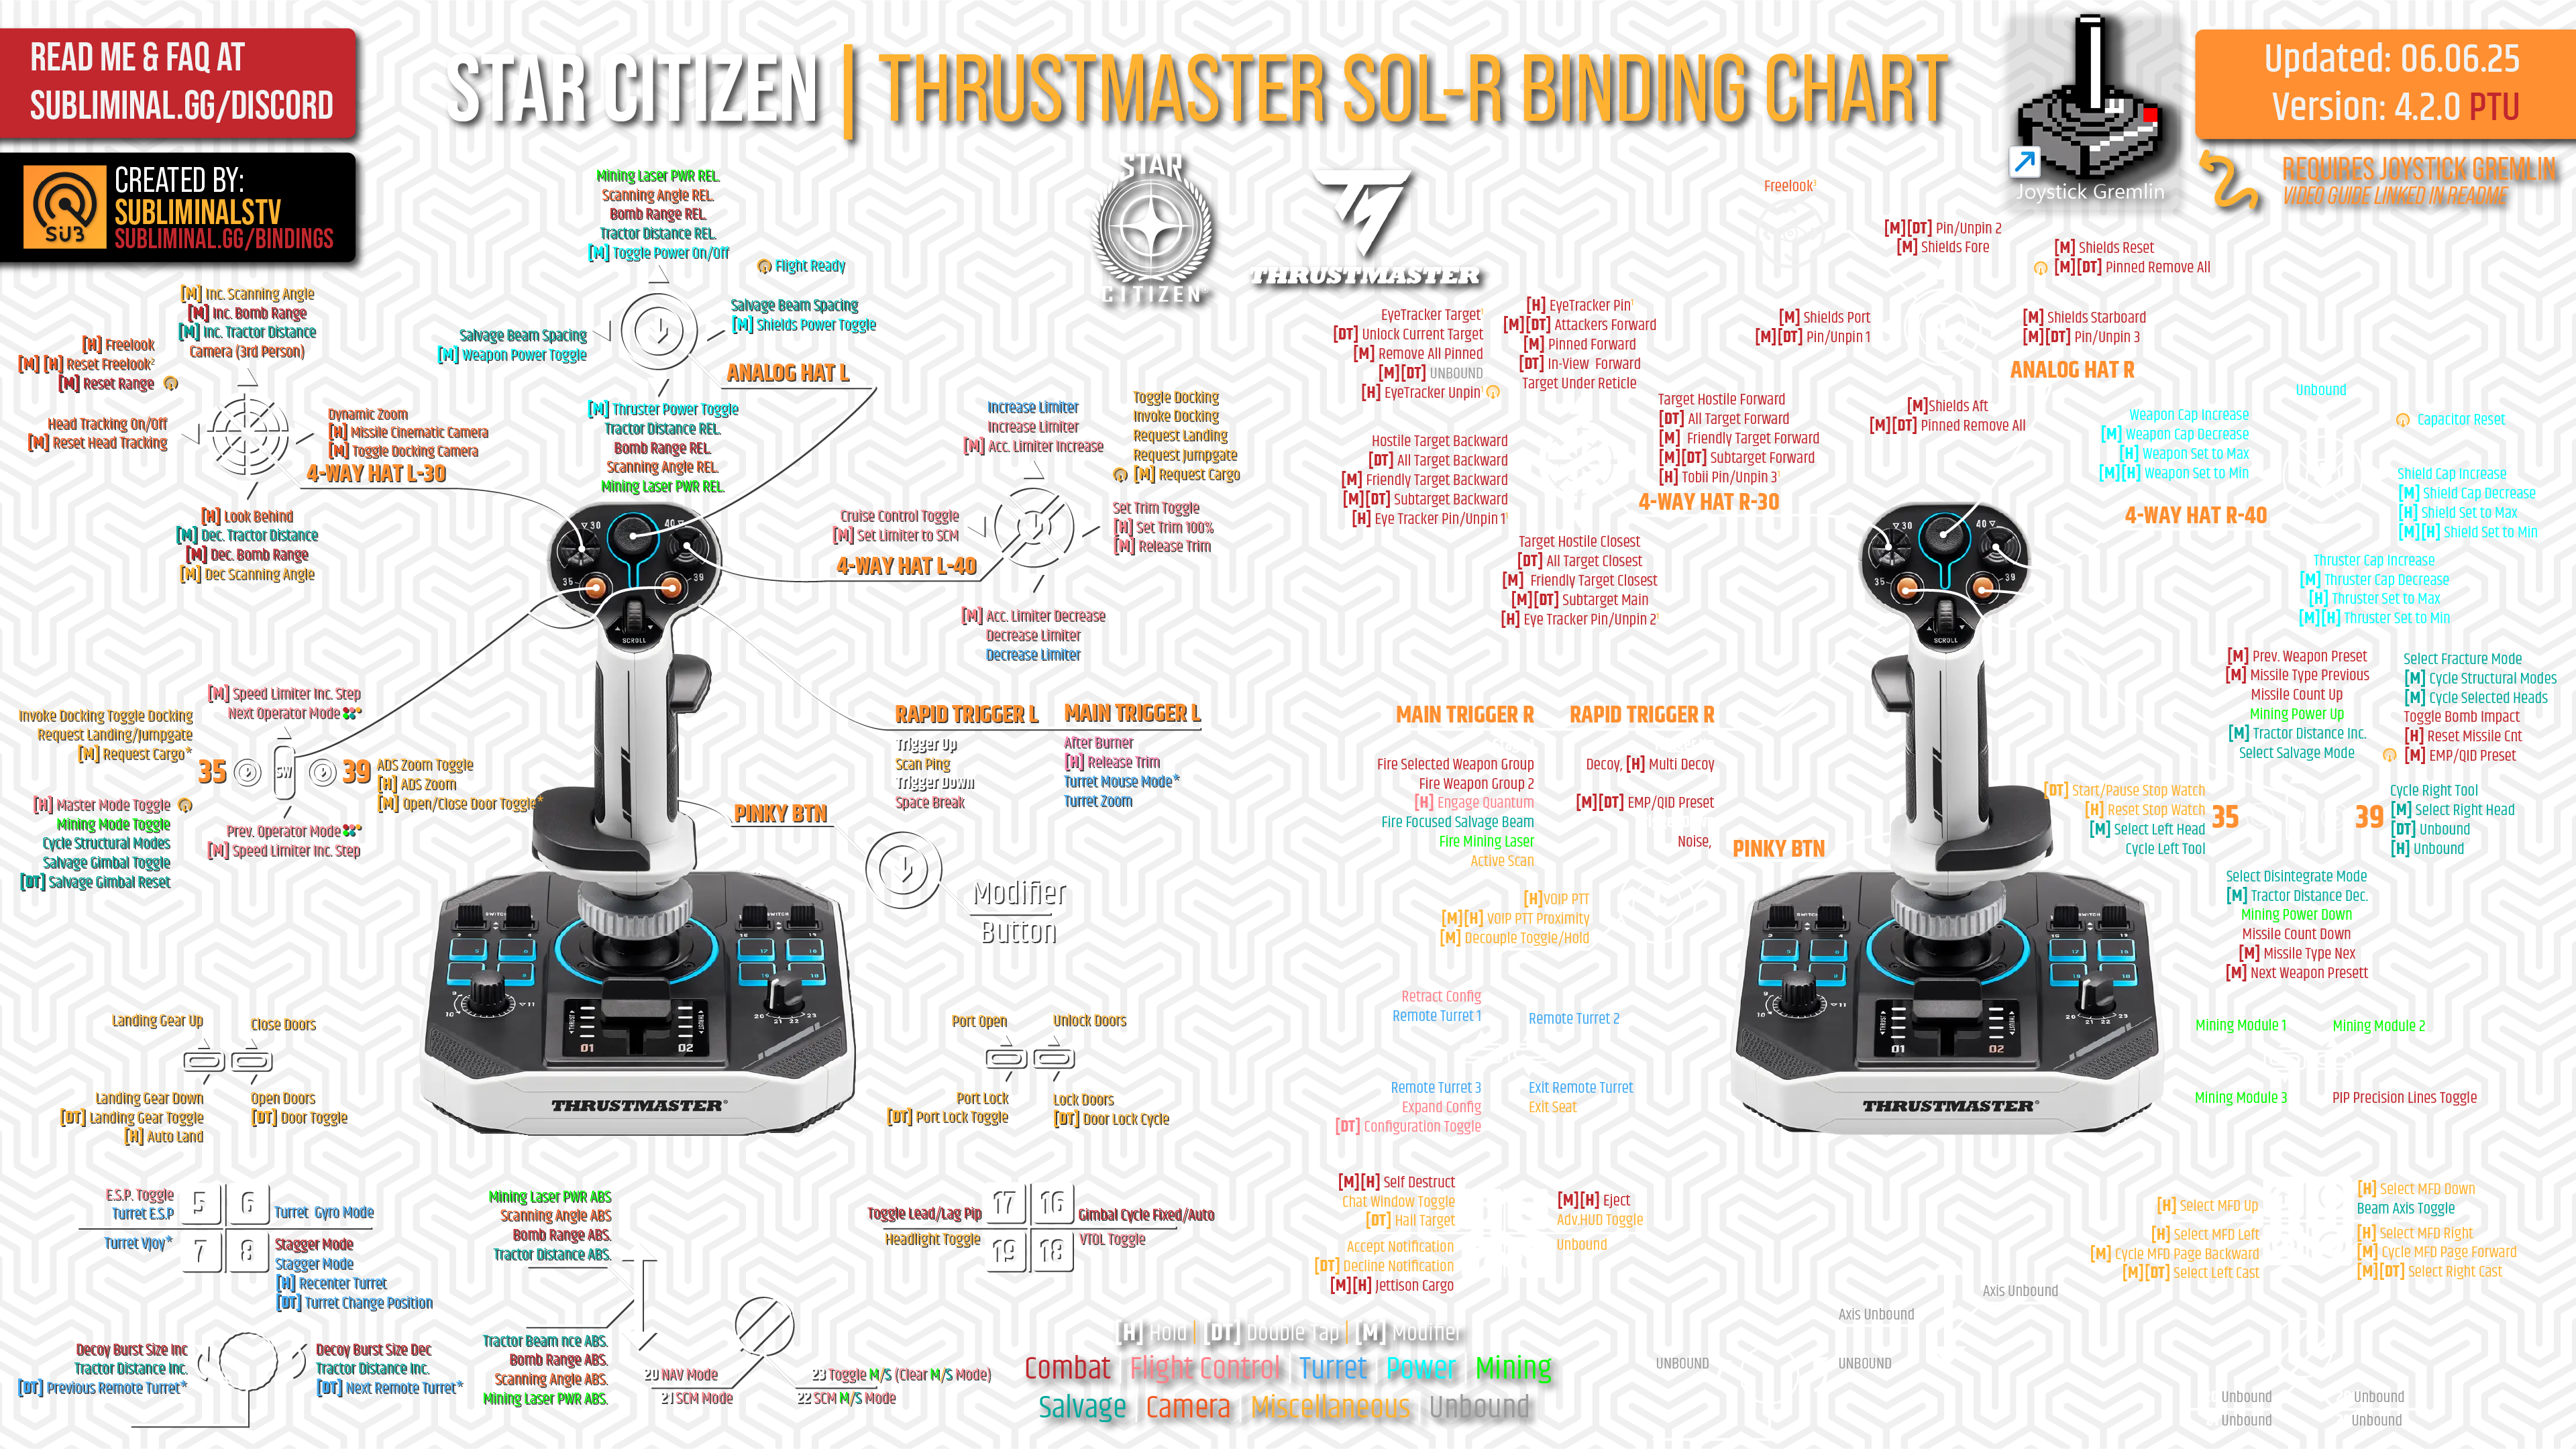 READ ME & FAQ AT
SUBLIMINAL.GG/DISCORD
STAR CITIZEN | THRUSTMASTER SOL-R BINDING CHART
Updated: 06.06.25
Version: 4.2.0 PTU
SUB
CREATED BY:
SUBLIMINALSTV
SUBLIMINAL.GG/BINDINGS
Joystick Gremlin
REQUIRES JOYSTICK GREMLIN
VIDEO GUIDE LINKED IN README
STAR
CITIZEN
THRUSTMASTER
Mining Laser PWR REL.
Scanning Angle REL.
Bomb Range REL.
Tractor Distance REL.
[M] Toggle Power On/Off
Flight Ready
Salvage Beam Spacing
[M] Shields Power Toggle
Salvage Beam Spacing
[M] Weapon Power Toggle
ANALOG HAT L
[M] Thruster Power Toggle
Tractor Distance REL.
Bomb Range REL.
Scanning Angle REL.
Mining Laser PWR REL.
[M] Inc. Scanning Angle
[M] Inc. Bomb Range
[M] Inc. Tractor Distance
Camera (3rd Person)
[H] Freelook
[M] [H] Reset Freelook²
[M] Reset Range
Head Tracking On/Off
[M] Reset Head Tracking
Dynamic Zoom
[H] Missile Cinematic Camera
[M] Toggle Docking Camera
4-WAY HAT L-30
[H] Look Behind
[M] Dec. Tractor Distance
[M] Dec. Bomb Range
[M] Dec Scanning Angle
Increase Limiter
Increase Limiter
[M] Acc. Limiter Increase
Toggle Docking
Invoke Docking
Request Landing
Request Jumpgate
[M] Request Cargo
Cruise Control Toggle
[M] Set Limiter to SCM
Set Trim Toggle
[H] Set Trim 100%
[M] Release Trim
4-WAY HAT L-40
[M] Acc. Limiter Decrease
Decrease Limiter
Decrease Limiter
30
40
35
39
SCROLL
[M] Speed Limiter Inc. Step
Next Operator Mode
Invoke Docking Toggle Docking
Request Landing/Jumpgate
[M] Request Cargo*
35
SW
39
ADS Zoom Toggle
[H] ADS Zoom
[M] Open/Close Door Toggle*
[H] Master Mode Toggle
Mining Mode Toggle
Cycle Structural Modes
Salvage Gimbal Toggle
[DT] Salvage Gimbal Reset
Prev. Operator Mode
[M] Speed Limiter Inc. Step
RAPID TRIGGER L
Trigger Up
Scan Ping
Trigger Down
Space Break
MAIN TRIGGER L
After Burner
[H] Release Trim
Turret Mouse Mode*
Turret Zoom
PINKY BTN
Modifier
Button
Landing Gear Up
Close Doors
Landing Gear Down
[DT] Landing Gear Toggle
[H] Auto Land
Open Doors
[DT] Door Toggle
Port Open
Unlock Doors
Port Lock
[DT] Port Lock Toggle
Lock Doors
[DT] Door Lock Cycle
THRUSTMASTER
E.S.P. Toggle
Turret E.S.P
5
6
Turret Gyro Mode
Turret VJoy*
7
8
Stagger Mode
Stagger Mode
[H] Recenter Turret
[DT] Turret Change Position
Mining Laser PWR ABS
Scanning Angle ABS
Bomb Range ABS.
Tractor Distance ABS.
Tractor Beam nce ABS.
Bomb Range ABS.
Scanning Angle ABS.
Mining Laser PWR ABS.
Toggle Lead/Lag Pip
17
16
Gimbal Cycle Fixed/Auto
Headlight Toggle
19
18
VTOL Toggle
Decoy Burst Size Inc
Tractor Distance Inc.
[DT] Previous Remote Turret*
Decoy Burst Size Dec
Tractor Distance Inc.
[DT] Next Remote Turret*
20 NAV Mode
21 SCM Mode
23 Toggle M/S (Clear M/S Mode)
22 SCM M/S Mode
[H] Hold | [DT] Double Tap | [M] Modifier
Combat | Flight Control | Turret | Power | Mining
Salvage | Camera | Miscellaneous | Unbound
Freelook
[M][DT] Pin/Unpin 2
[M] Shields Fore
[M] Shields Reset
[M][DT] Pinned Remove All
[M] Shields Port
[M][DT] Pin/Unpin 1
[M] Shields Starboard
[M][DT] Pin/Unpin 3
ANALOG HAT R
[M]Shields Aft
[M][DT] Pinned Remove All
EyeTracker Target
[DT] Unlock Current Target
[M] Remove All Pinned
[M][DT] UNBOUND
[H] EyeTracker Unpin
[H] EyeTracker Pin
[M][DT] Attackers Forward
[M] Pinned Forward
[DT] In-View Forward
Target Under Reticle
Hostile Target Backward
[DT] All Target Backward
[M] Friendly Target Backward
[M][DT] Subtarget Backward
[H] Eye Tracker Pin/Unpin 1
Target Hostile Forward
[DT] All Target Forward
[M] Friendly Target Forward
[M][DT] Subtarget Forward
[H] Tobii Pin/Unpin 3
4-WAY HAT R-30
Target Hostile Closest
[DT] All Target Closest
[M] Friendly Target Closest
[M][DT] Subtarget Main
[H] Eye Tracker Pin/Unpin 2
Unbound
Weapon Cap Increase
[M] Weapon Cap Decrease
[H] Weapon Set to Max
[M][H] Weapon Set to Min
Capacitor Reset
Shield Cap Increase
[M] Shield Cap Decrease
[H] Shield Set to Max
[M][H] Shield Set to Min
4-WAY HAT R-40
Thruster Cap Increase
[M] Thruster Cap Decrease
[H] Thruster Set to Max
[M][H] Thruster Set to Min
30
40
35
39
SCROLL
MAIN TRIGGER R
Fire Selected Weapon Group
Fire Weapon Group 2
[H] Engage Quantum
Fire Focused Salvage Beam
Fire Mining Laser
Active Scan
RAPID TRIGGER R
Decoy, [H] Multi Decoy
[M][DT] EMP/QID Preset
Noise,
PINKY BTN
[H]VOIP PTT
[M][H] VOIP PTT Proximity
[M] Decouple Toggle/Hold
[M] Prev. Weapon Preset
[M] Missile Type Previous
Missile Count Up
Mining Power Up
[M] Tractor Distance Inc.
Select Salvage Mode
Select Fracture Mode
[M] Cycle Structural Modes
[M] Cycle Selected Heads
Toggle Bomb Impact
[H] Reset Missile Cnt
[M] EMP/QID Preset
[DT] Start/Pause Stop Watch
[H] Reset Stop Watch
[M] Select Left Head
Cycle Left Tool
35
39
Cycle Right Tool
[M] Select Right Head
[DT] Unbound
[H] Unbound
Select Disintegrate Mode
[M] Tractor Distance Dec.
Mining Power Down
Missile Count Down
[M] Missile Type Nex
[M] Next Weapon Presett
Retract Config
Remote Turret 1
Remote Turret 2
Remote Turret 3
Expand Config
[DT] Configuration Toggle
Exit Remote Turret
Exit Seat
Mining Module 1
Mining Module 2
Mining Module 3
PIP Precision Lines Toggle
THRUSTMASTER
[M][H] Self Destruct
Chat Window Toggle
[DT] Hail Target
Accept Notification
[DT] Decline Notification
[M][H] Jettison Cargo
[M][H] Eject
Adv.HUD Toggle
Unbound
[H] Select MFD Up
[H] Select MFD Left
[M] Cycle MFD Page Backward
[M][DT] Select Left Cast
[H] Select MFD Down
Beam Axis Toggle
[H] Select MFD Right
[M] Cycle MFD Page Forward
[M][DT] Select Right Cast
Axis Unbound
Axis Unbound
UNBOUND
UNBOUND
Unbound
Unbound
Unbound
Unbound